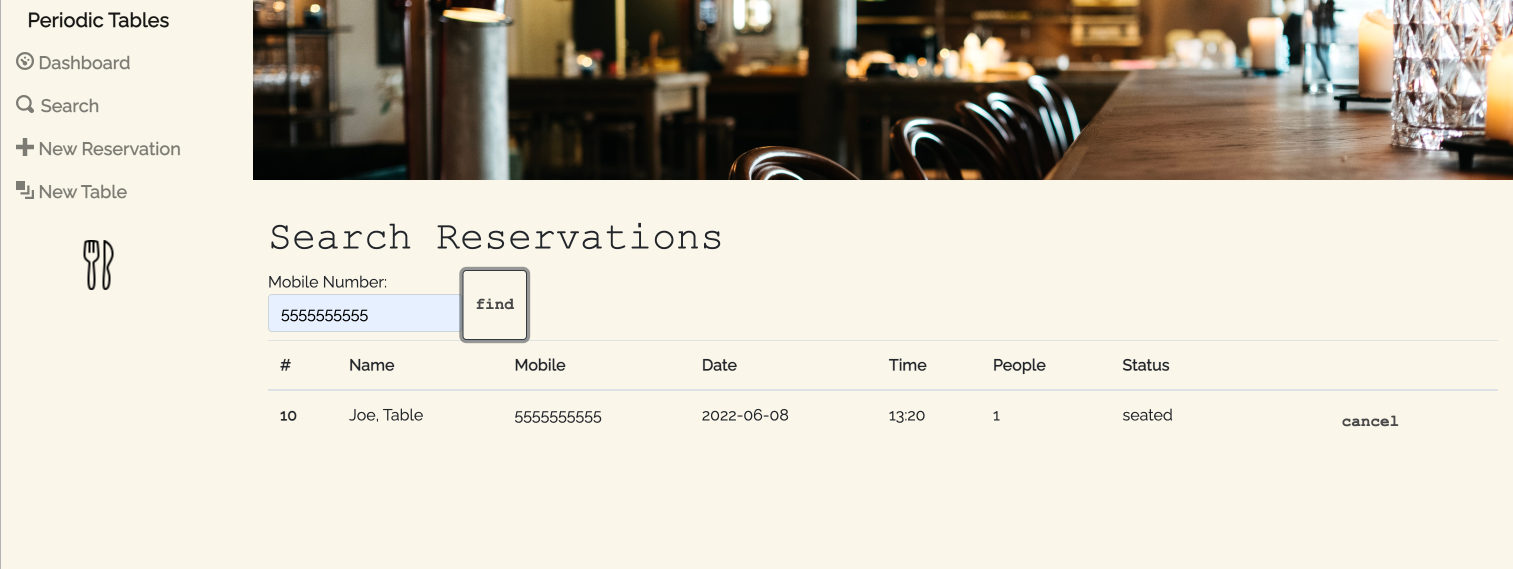 Periodic Tables
Dashboard
Search
New Reservation
New Table
Search Reservations
Mobile Number:
5555555555
find
# Name Mobile Date Time People Status
10 Joe, Table 5555555555 2022-06-08 13:20 1 seated cancel